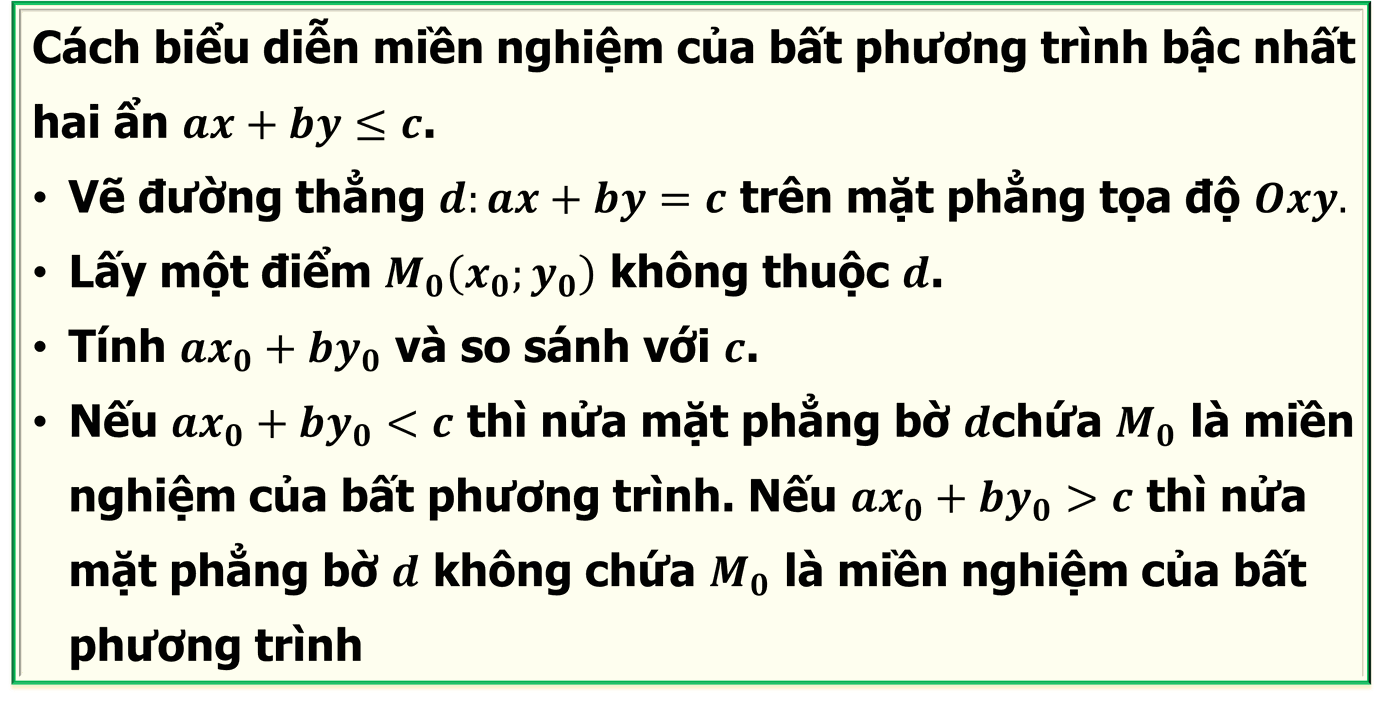 Cách biểu diễn miền nghiệm của bất phương trình bậc nhất
hai ẩn ax + by ≤ c.
• Vẽ đường thẳng d: ax + by = c trên mặt phẳng tọa độ Oxy.
• Lấy một điểm M₀(x₀; y₀) không thuộc d.
• Tính ax₀ + by₀ và so sánh với c.
• Nếu ax₀ + by₀ < c thì nửa mặt phẳng bờ dchứa M₀ là miền
nghiệm của bất phương trình. Nếu ax₀ + by₀ > c thì nửa
mặt phẳng bờ d không chứa M₀ là miền nghiệm của bất
phương trình